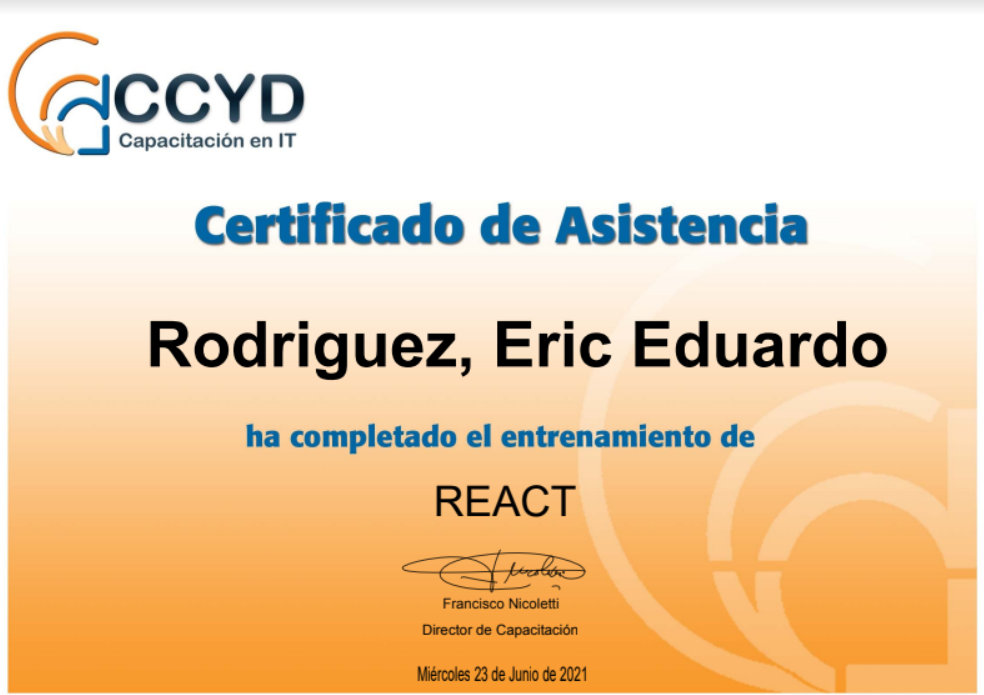 CCYD
Capacitación en IT
Certificado de Asistencia
Rodriguez, Eric Eduardo
ha completado el entrenamiento de
REACT
Francisco Nicoletti
Director de Capacitación
Miércoles 23 de Junio de 2021